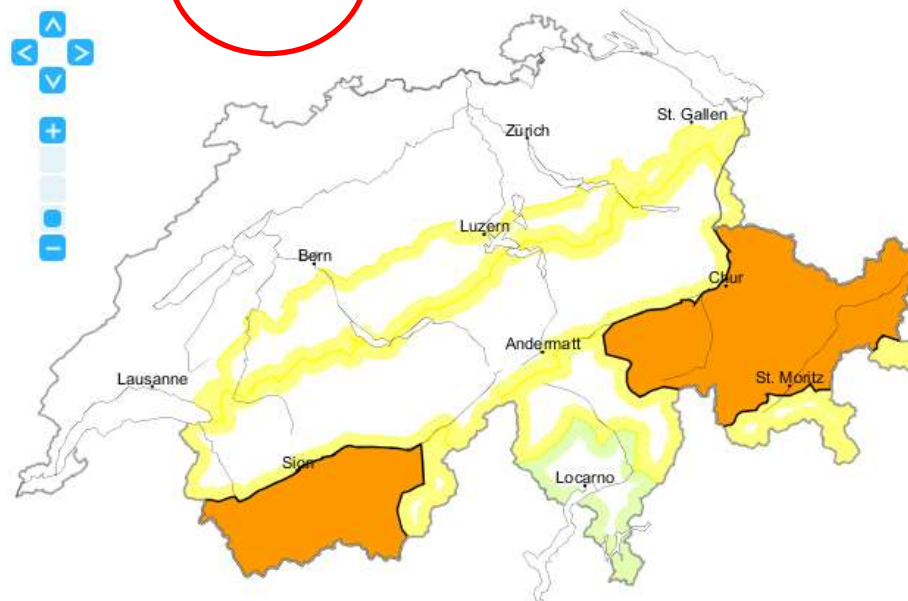 St. Gallen
Zürich
Luzern
Bern
Chur
Andermatt
Lausanne
St. Moritz
Sion
Locarno